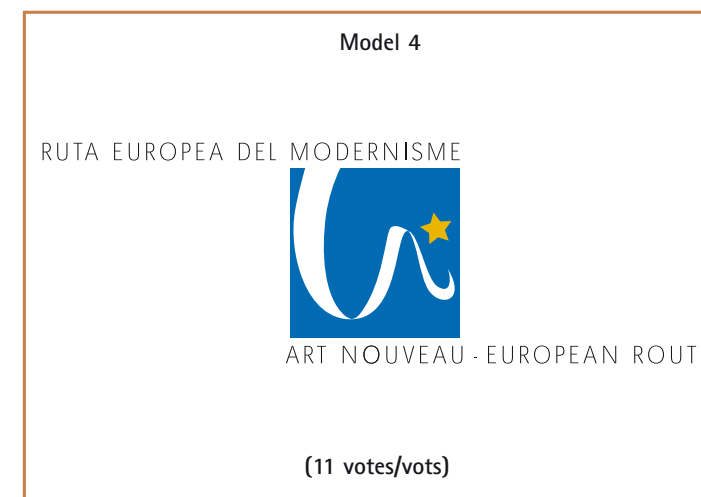 Model 4
RUTA EUROPEA DEL MODERNISME
ART NOUVEAU - EUROPEAN ROUT
(11 votes/vots)